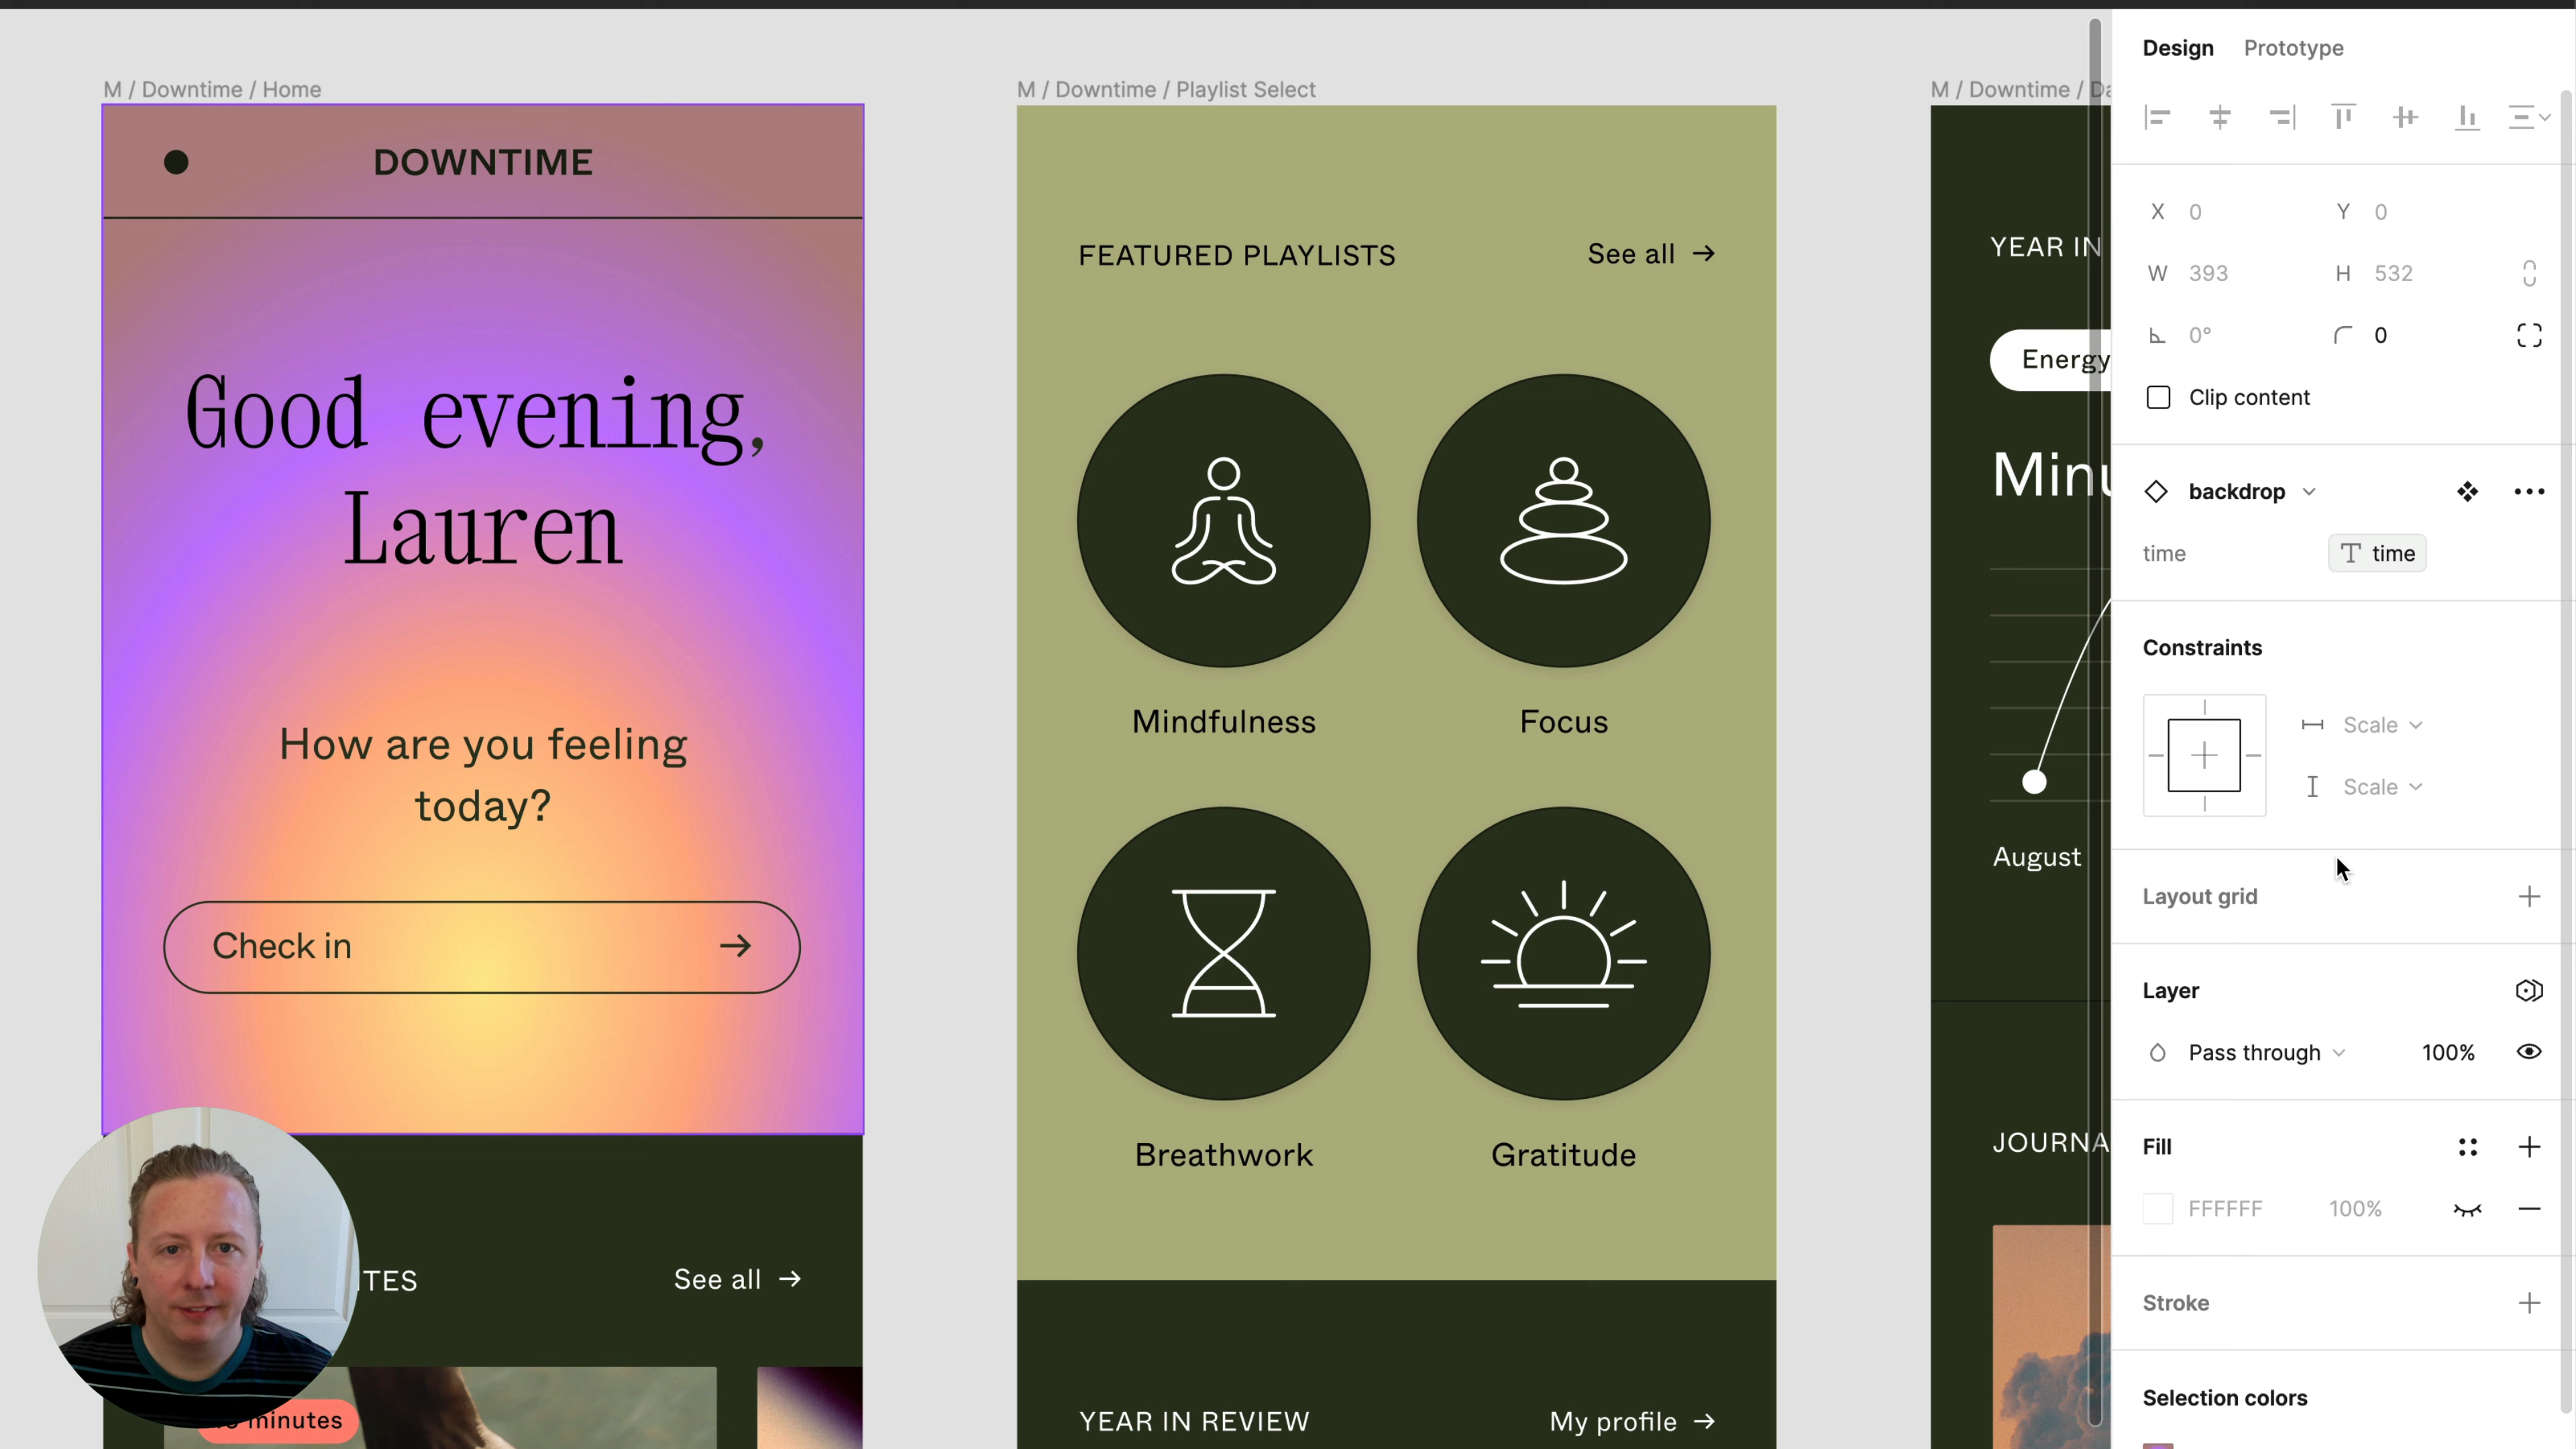 M / Downtime / Home
DOWNTIME
Good evening,
Lauren
How are you feeling
today?
Check in
See all
minutes
M / Downtime / Playlist Select
FEATURED PLAYLISTS
See all
Mindfulness
Focus
Breathwork
Gratitude
YEAR IN REVIEW
My profile
M / Downtime /
YEAR IN
Energy
August
Design Prototype
X 0 Y 0
W 393 H 532
0° 0
Clip content
backdrop
time T time
Constraints
Scale
Scale
Layout grid
Layer
Pass through 100%
Fill
FFFFFF 100%
Stroke
Selection colors